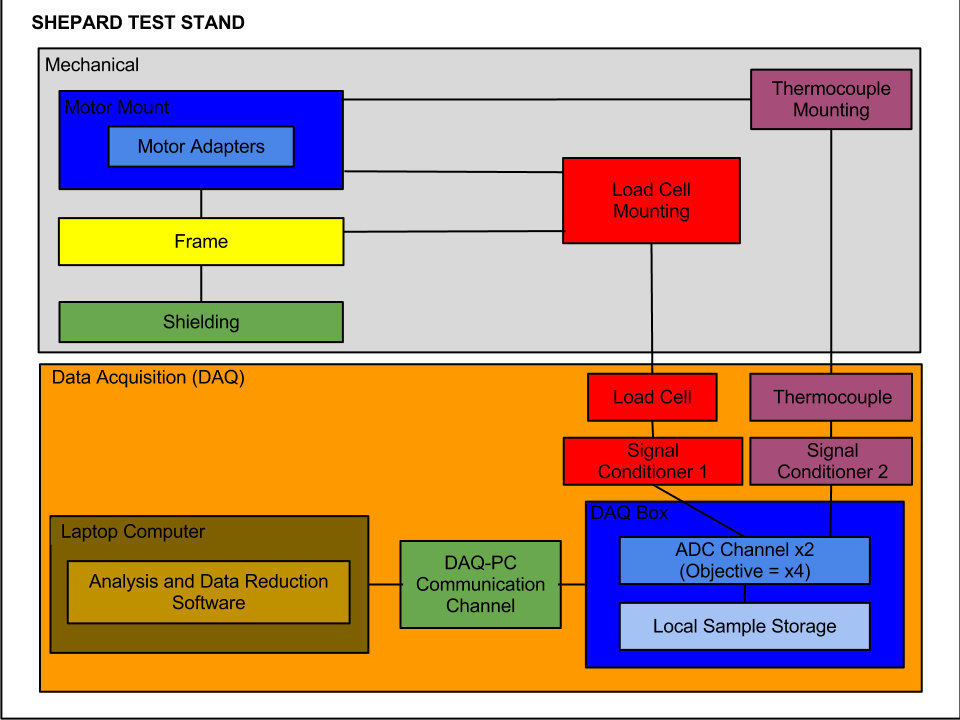 SHEPARD TEST STAND
Mechanical
Motor Mount
Motor Adapters
Thermocouple
Mounting
Load Cell
Mounting
Frame
Shielding
Data Acquisition (DAQ)
Load Cell
Thermocouple
Signal
Conditioner 1
Signal
Conditioner 2
DAQ Box
ADC Channel x2
(Objective = x4)
Local Sample Storage
Laptop Computer
Analysis and Data Reduction
Software
DAQ-PC
Communication
Channel